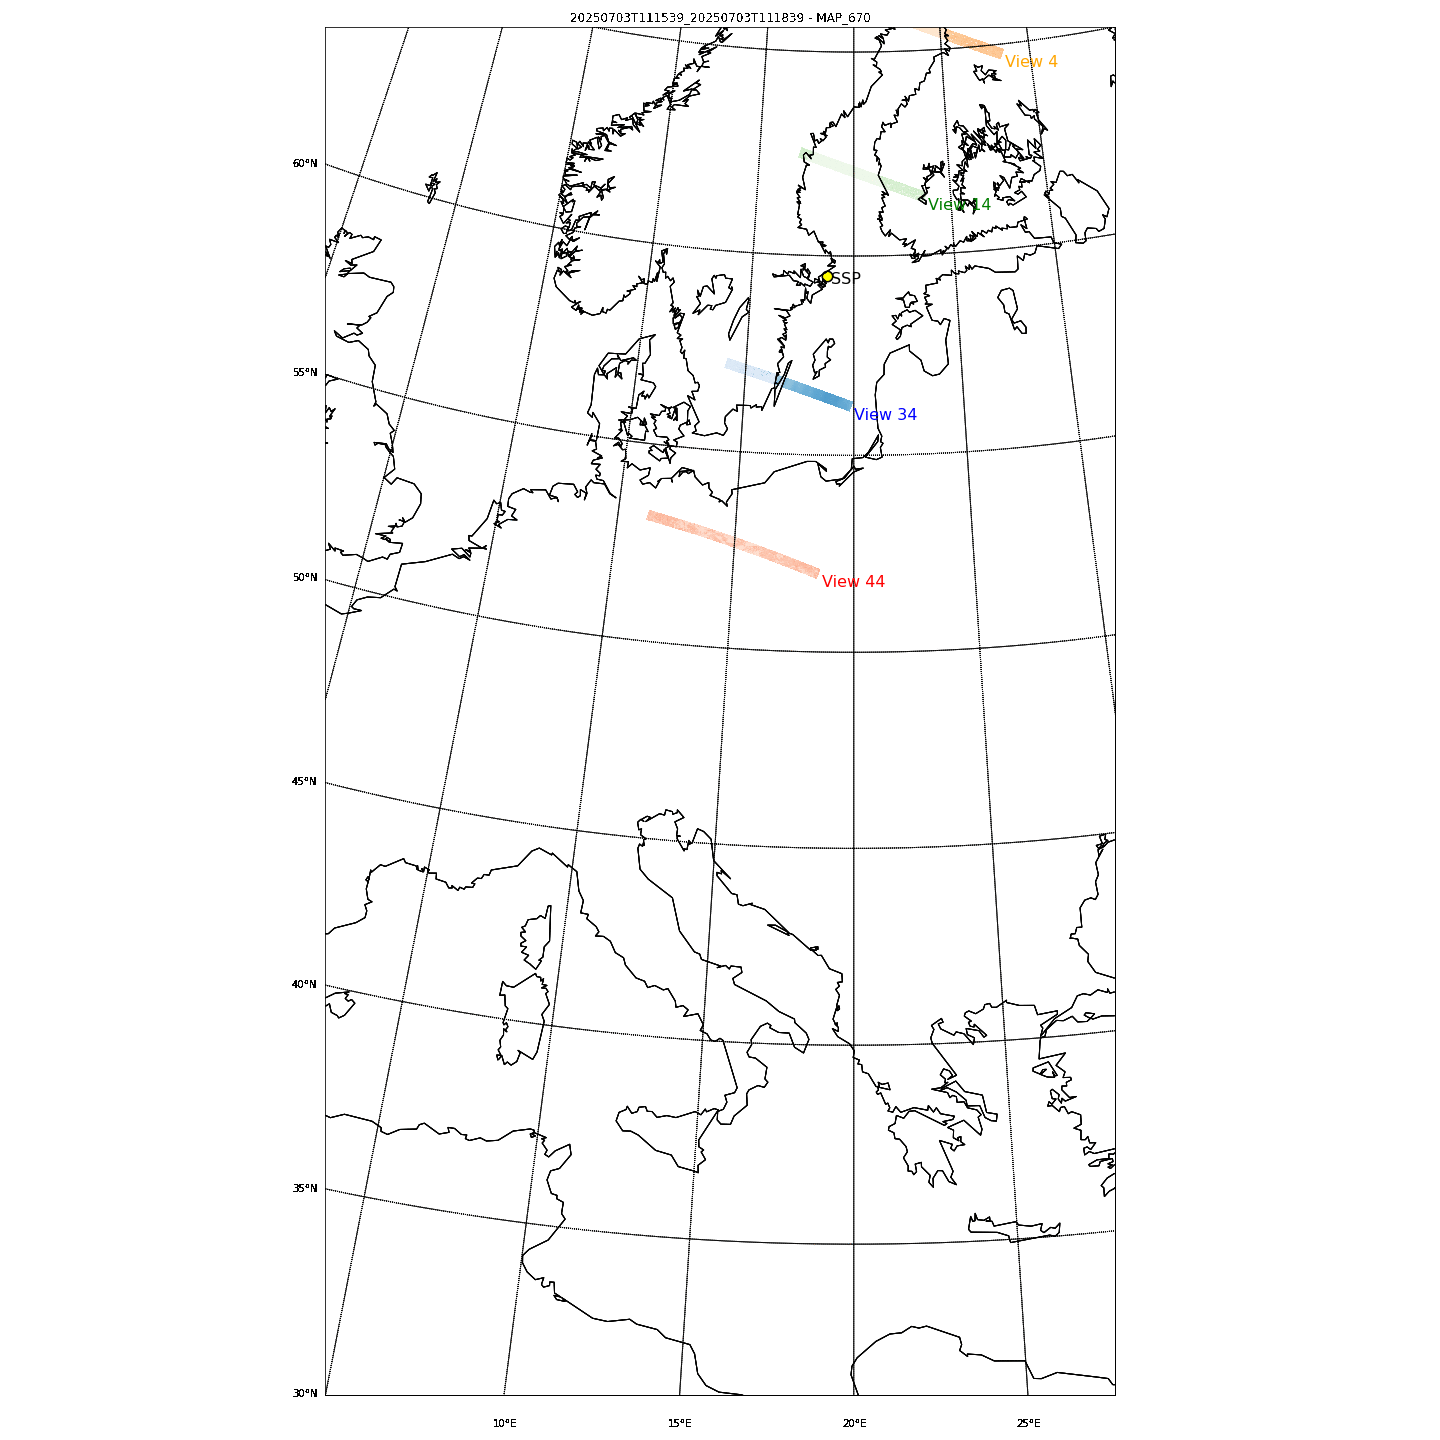 20250703T111539_20250703T111839 - MAP_670
View 4
60°N
View 14
SSP
55°N
View 34
50°N
View 44
45°N
40°N
35°N
30°N
10°E 15°E 20°E 25°E